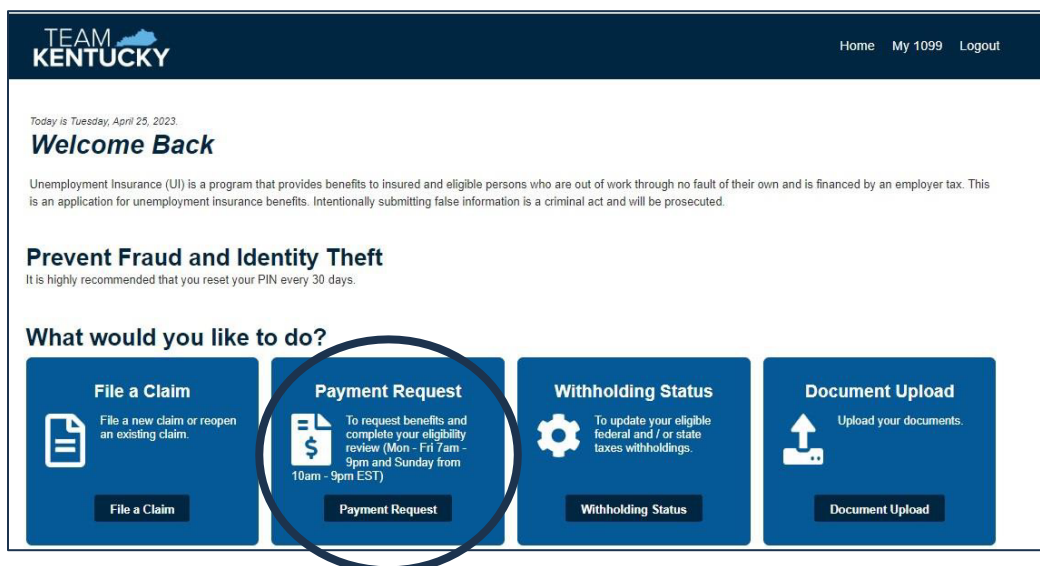 TEAM
KENTUCKY
Home My 1099 Logout
Today is Tuesday, April 25, 2023.
Welcome Back
Unemployment Insurance (UI) is a program that provides benefits to insured and eligible persons who are out of work through no fault of their own and is financed by an employer tax. This
is an application for unemployment insurance benefits. Intentionally submitting false information is a criminal act and will be prosecuted.
Prevent Fraud and Identity Theft
It is highly recommended that you reset your PIN every 30 days.
What would you like to do?
File a Claim
File a new claim or reopen
an existing claim.
File a Claim
Payment Request
To request benefits and
complete your eligibility
review (Mon - Fri 7am -
9pm and Sunday from
10am - 9pm EST)
Payment Request
Withholding Status
To update your eligible
federal and / or state
taxes withholdings.
Withholding Status
Document Upload
Upload your documents.
Document Upload